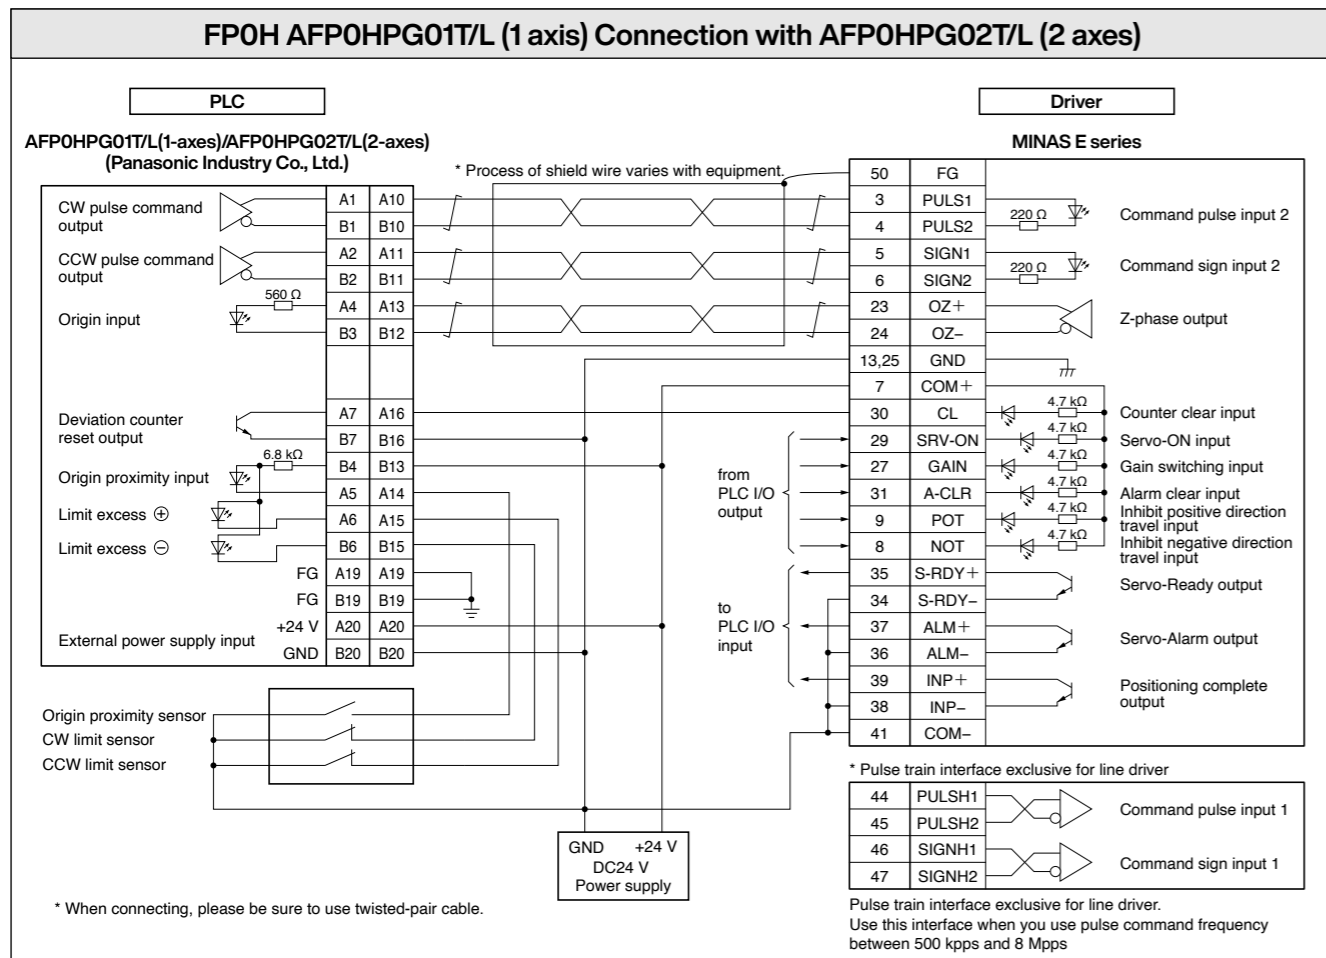 FP0H AFP0HPG01T/L (1 axis) Connection with AFP0HPG02T/L (2 axes)
PLC
AFP0HPG01T/L(1-axes)/AFP0HPG02T/L(2-axes)
(Panasonic Industry Co., Ltd.)
Driver
MINAS E series
* Process of shield wire varies with equipment.
CW pulse command
output
A1 A10
B1 B10
CCW pulse command
output
A2 A11
B2 B11
560 Ω
Origin input
A4 A13
B3 B12
Deviation counter
reset output
A7 A16
B7 B16
6.8 kΩ
Origin proximity input
B4 B13
A5 A14
Limit excess ⊕
A6 A15
Limit excess ⊖
B6 B15
FG A19 A19
FG B19 B19
External power supply input
+24 V A20 A20
GND B20 B20
Origin proximity sensor
CW limit sensor
CCW limit sensor
GND +24 V
DC24 V
Power supply
* When connecting, please be sure to use twisted-pair cable.
from
PLC I/O
output
to
PLC I/O
input
50 FG
3 PULS1
4 PULS2
220 Ω
Command pulse input 2
5 SIGN1
6 SIGN2
220 Ω
Command sign input 2
23 OZ+
24 OZ−
Z-phase output
13,25 GND
7 COM+
30 CL 4.7 kΩ Counter clear input
29 SRV-ON 4.7 kΩ Servo-ON input
27 GAIN 4.7 kΩ Gain switching input
31 A-CLR 4.7 kΩ Alarm clear input
9 POT 4.7 kΩ Inhibit positive direction
travel input
8 NOT 4.7 kΩ Inhibit negative direction
travel input
35 S-RDY+
34 S-RDY−
Servo-Ready output
37 ALM+
36 ALM−
Servo-Alarm output
39 INP+
38 INP−
Positioning complete
output
41 COM−
* Pulse train interface exclusive for line driver
44 PULSH1
45 PULSH2
Command pulse input 1
46 SIGNH1
47 SIGNH2
Command sign input 1
Pulse train interface exclusive for line driver.
Use this interface when you use pulse command frequency
between 500 kpps and 8 Mpps